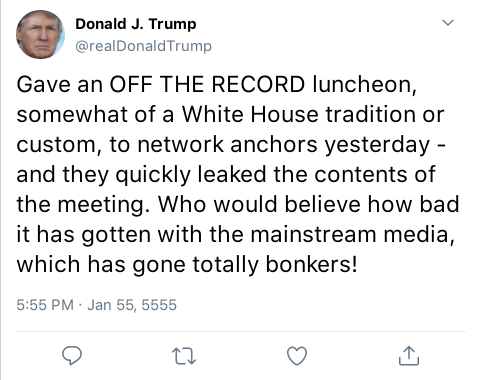 Donald J. Trump
@realDonaldTrump
Gave an OFF THE RECORD luncheon,
somewhat of a White House tradition or
custom, to network anchors yesterday -
and they quickly leaked the contents of
the meeting. Who would believe how bad
it has gotten with the mainstream media,
which has gone totally bonkers!
5:55 PM · Jan 55, 5555